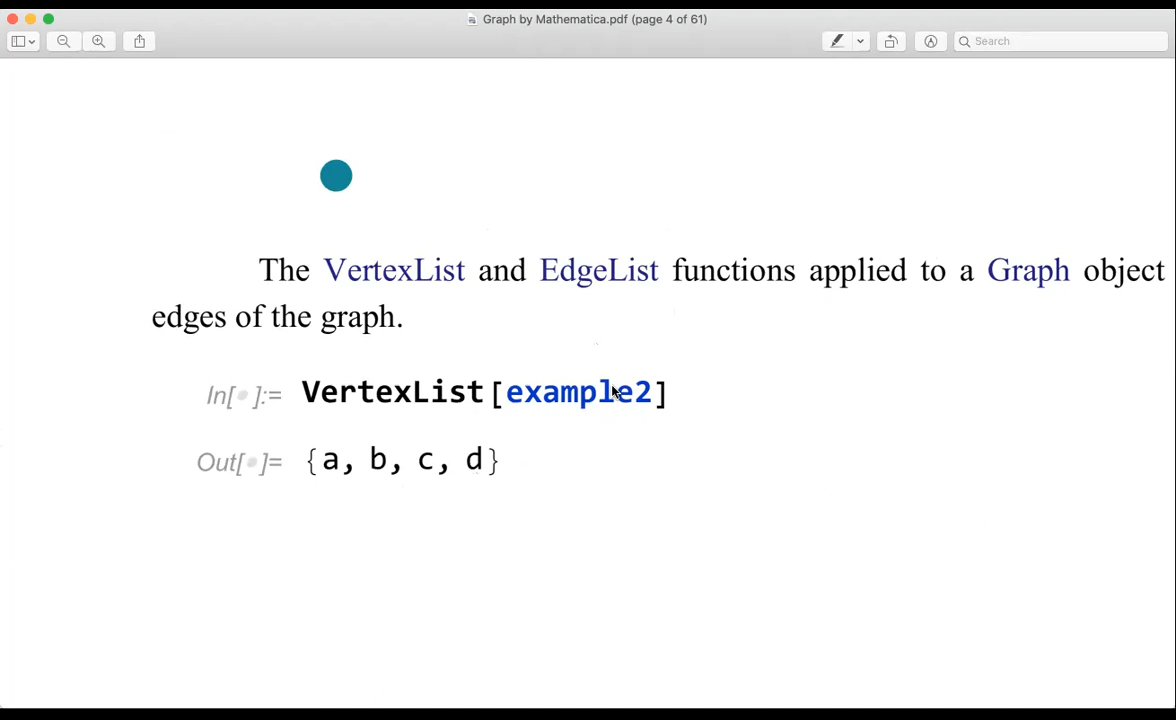 Graph by Mathematica.pdf (page 4 of 61)
Search
The VertexList and EdgeList functions applied to a Graph object
edges of the graph.
In[ ]:= VertexList[example2]
Out[ ]= {a, b, c, d}